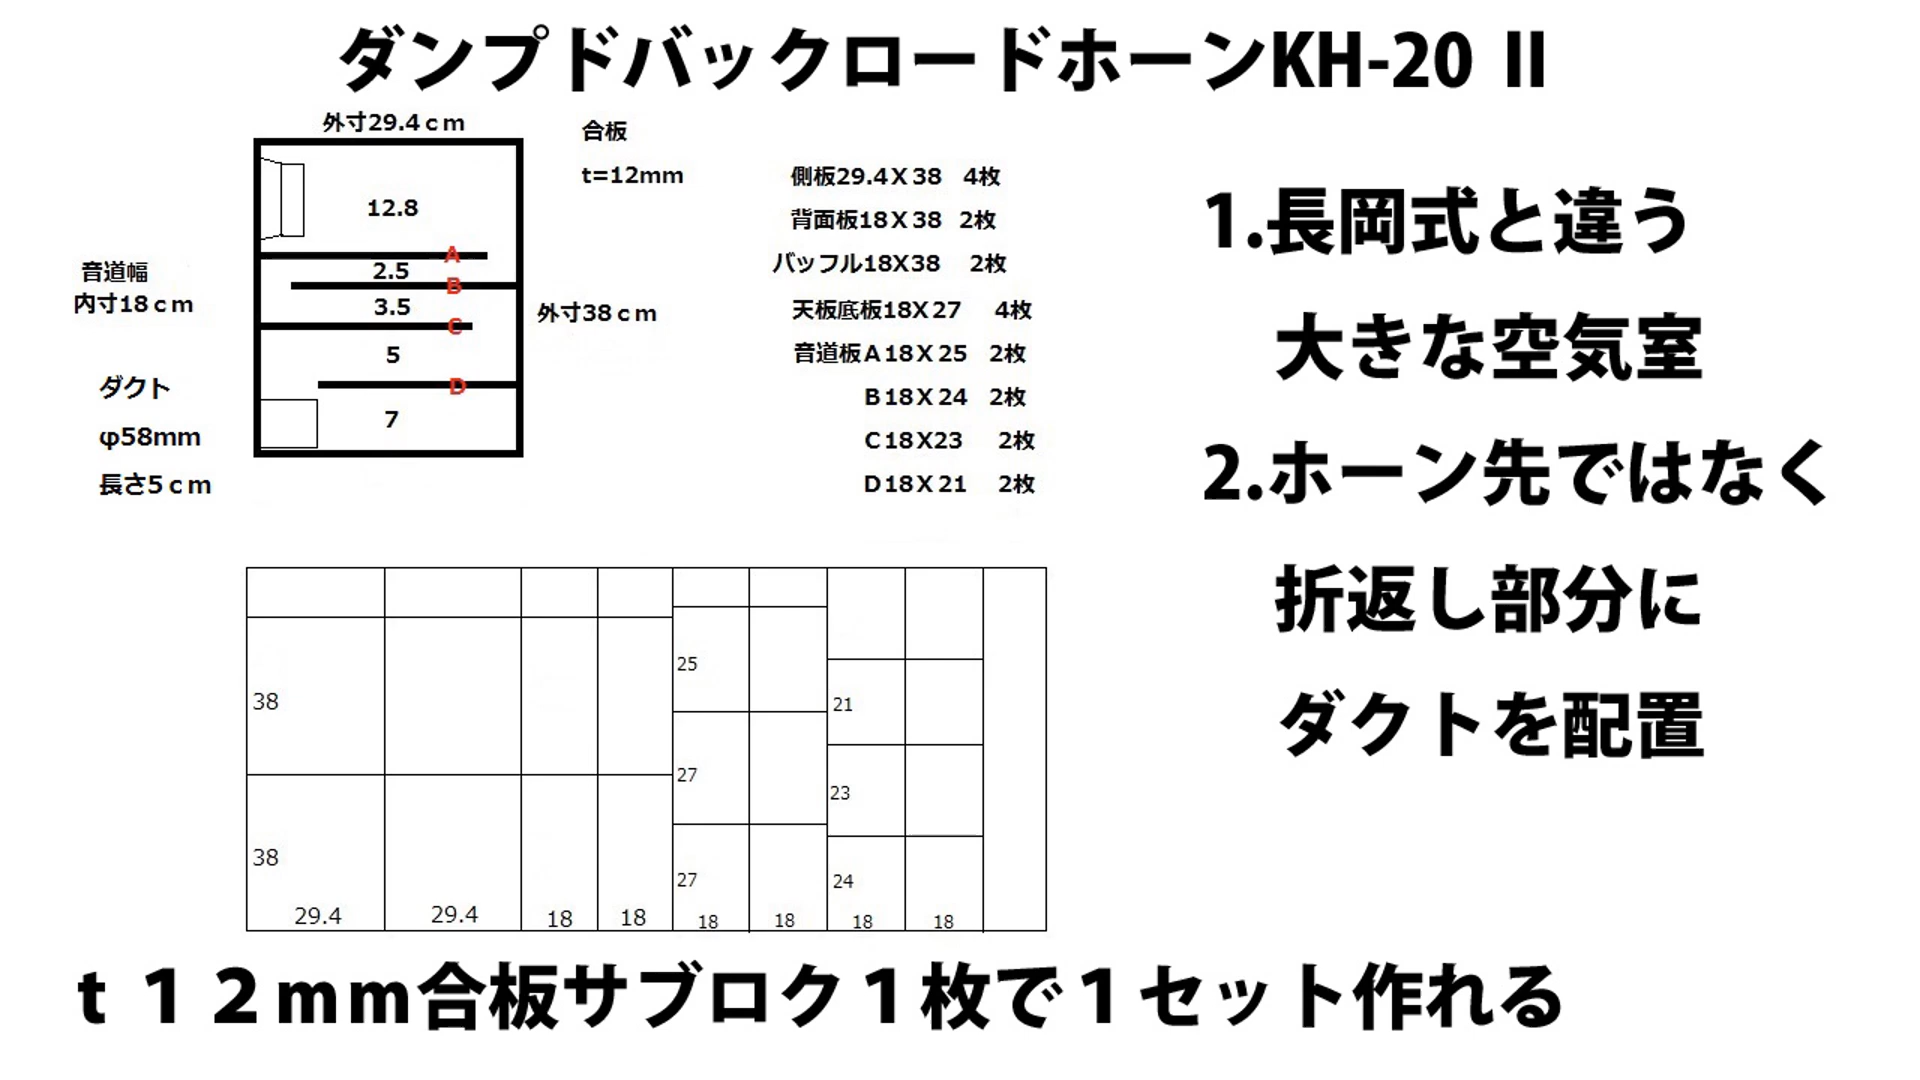 ダンプドバックロードホーンKH-20 Ⅱ
外寸29.4ｃｍ
12.8
A
2.5
B
3.5
C
5
D
7
音道幅
内寸18ｃｍ
ダクト
φ58mm
長さ5ｃｍ
外寸38ｃｍ
合板
t=12mm
側板29.4Ｘ38 4枚
背面板18Ｘ38 2枚
バッフル18X38 2枚
天板底板18Ｘ27 4枚
音道板Ａ18Ｘ25 2枚
Ｂ18Ｘ24 2枚
Ｃ18Ｘ23 2枚
Ｄ18Ｘ21 2枚
1.長岡式と違う
大きな空気室
2.ホーン先ではなく
折返し部分に
ダクトを配置
38
38
29.4
29.4
18
18
25
27
27
18
18
21
23
24
18
18
ｔ１２ｍｍ合板サブロク１枚で１セット作れる